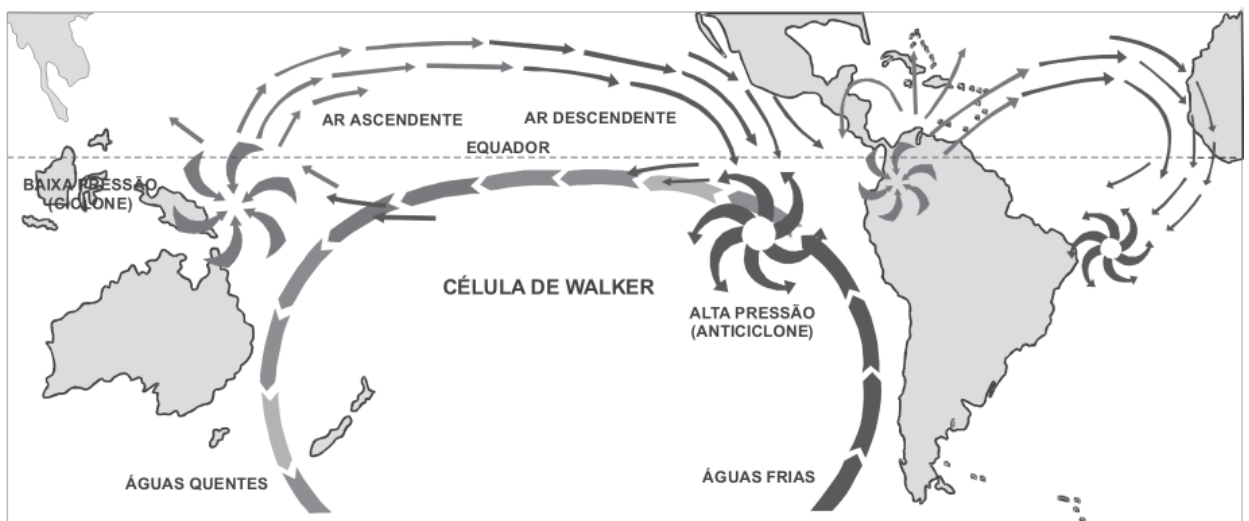 AR ASCENDENTE
AR DESCENDENTE
EQUADOR
BAIXA PRESSÃO
(CICLONE)
CÉLULA DE WALKER
ALTA PRESSÃO
(ANTICICLONE)
ÁGUAS QUENTES
ÁGUAS FRIAS